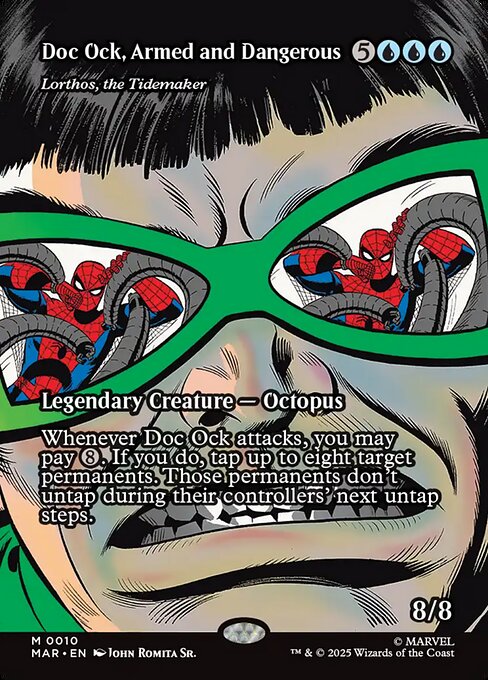 Doc Ock, Armed and Dangerous 5
Lorthos, the Tidemaker
Legendary Creature — Octopus
Whenever Doc Ock attacks, you may
pay 8. If you do, tap up to eight target
permanents. Those permanents don't
untap during their controllers' next untap
steps.
8/8
M 0010
MAR • EN JOHN ROMITA SR.
© MARVEL
™ & © 2025 Wizards of the Coast